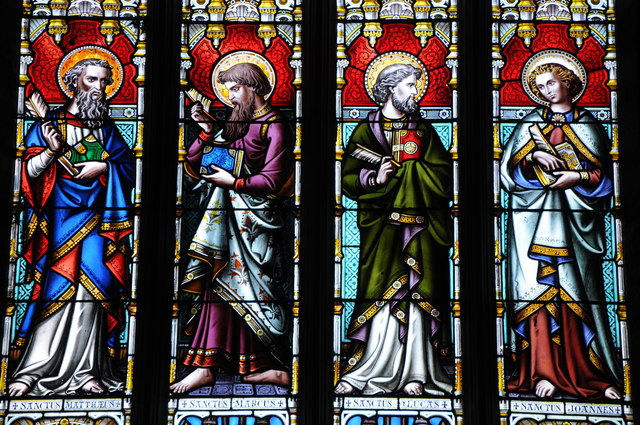 + SANCTUS MATTHÆUS +
+ SANCTUS MARCUS +
+ SANCTUS LUCAS +
+ SANCTUS JOANNES +